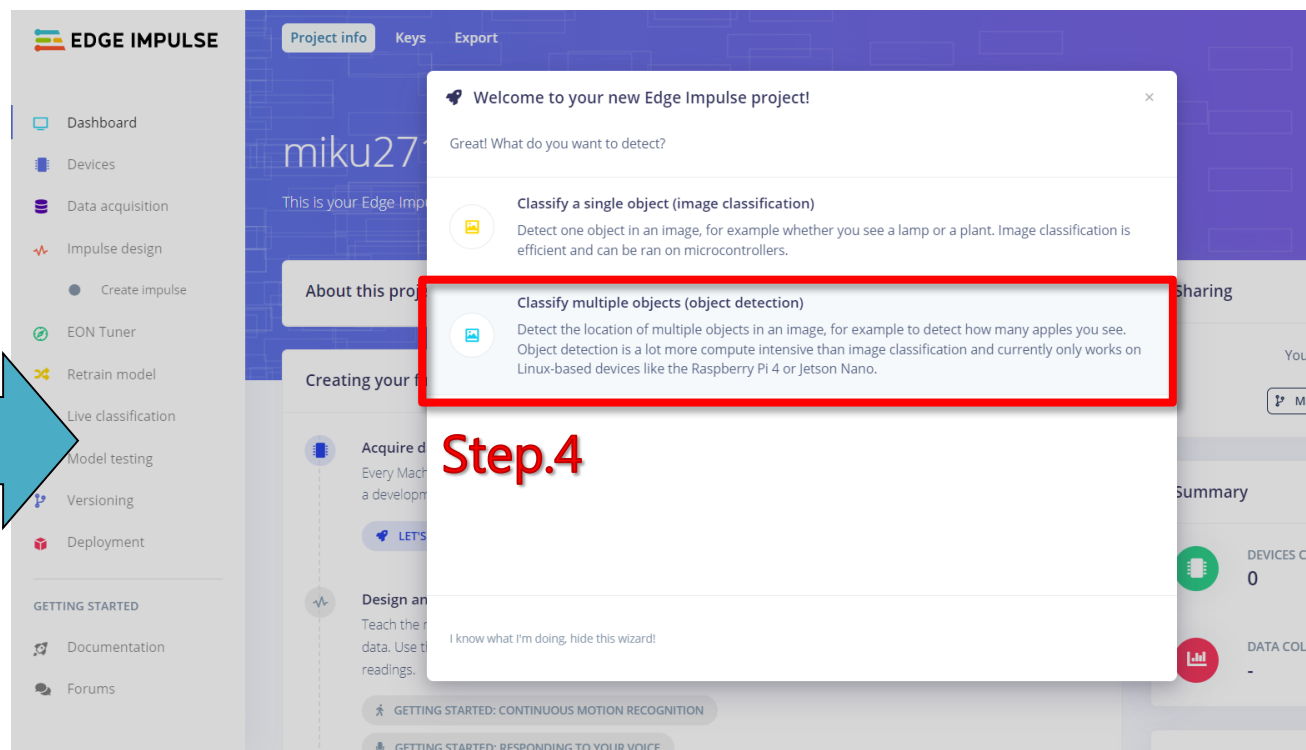 EDGE IMPULSE
Project info
Keys
Export
Dashboard
Devices
Data acquisition
Impulse design
Create impulse
EON Tuner
Retrain model
Live classification
Model testing
Versioning
Deployment
GETTING STARTED
Documentation
Forums
miku271
This is your Edge Imp
About this proj
Creating your f
Acquire d
Every Mach
a developm
LET'S
Design an
Teach the r
data. Use t
readings.
GETTING STARTED: CONTINUOUS MOTION RECOGNITION
GETTING STARTED: RESPONDING TO YOUR VOICE
Welcome to your new Edge Impulse project!
×
Great! What do you want to detect?
Classify a single object (image classification)
Detect one object in an image, for example whether you see a lamp or a plant. Image classification is
efficient and can be ran on microcontrollers.
Classify multiple objects (object detection)
Detect the location of multiple objects in an image, for example to detect how many apples you see.
Object detection is a lot more compute intensive than image classification and currently only works on
Linux-based devices like the Raspberry Pi 4 or Jetson Nano.
Step.4
I know what I'm doing, hide this wizard!
Sharing
You
M
Summary
DEVICES C
0
DATA COL
-